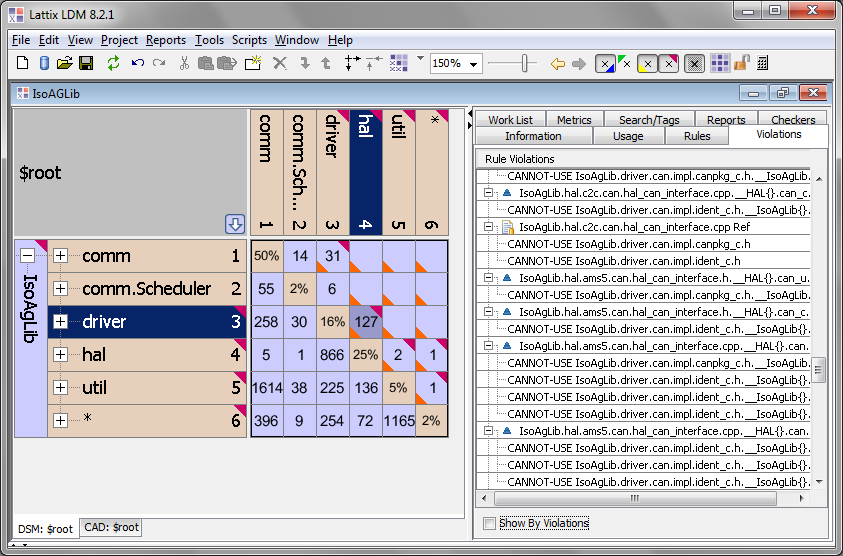 Lattix LDM 8.2.1
File Edit View Project Reports Tools Scripts Window Help
150%
IsoAGLib
$root
comm 1
comm.Sch... 2
driver 3
hal 4
util 5
* 6
IsoAgLib
comm 1 50% 14 31
comm.Scheduler 2 55 2% 6
driver 3 258 30 16% 127
hal 4 5 1 866 25% 2 1
util 5 1614 38 225 136 5% 1
* 6 396 9 254 72 1165 2%
DSM: $root CAD: $root
Work List Metrics Search/Tags Reports Checkers
Information Usage Rules Violations
Rule Violations
CANNOT-USE IsoAgLib.driver.can.impl.canpkg_c.h.__IsoAgLib.
IsoAgLib.hal.c2c.can.hal_can_interface.cpp.__HAL{}.can_c
CANNOT-USE IsoAgLib.driver.can.impl.ident_c.h.__IsoAgLib{}
IsoAgLib.hal.c2c.can.hal_can_interface.cpp Ref
CANNOT-USE IsoAgLib.driver.can.impl.canpkg_c.h
CANNOT-USE IsoAgLib.driver.can.impl.ident_c.h
IsoAgLib.hal.ams5.can.hal_can_interface.h.__HAL{}.can_u.
CANNOT-USE IsoAgLib.driver.can.impl.canpkg_c.h.__IsoAgLib.
IsoAgLib.hal.ams5.can.hal_can_interface.h.__HAL{}.can_c.
CANNOT-USE IsoAgLib.driver.can.impl.ident_c.h.__IsoAgLib{}
IsoAgLib.hal.ams5.can.hal_can_interface.cpp.__HAL{}.can.
CANNOT-USE IsoAgLib.driver.can.impl.canpkg_c.h.__IsoAgLib.
CANNOT-USE IsoAgLib.driver.can.impl.ident_c.h.__IsoAgLib{}.
CANNOT-USE IsoAgLib.driver.can.impl.ident_c.h.__IsoAgLib{}.
CANNOT-USE IsoAgLib.driver.can.impl.ident_c.h.__IsoAgLib{}.
IsoAgLib.hal.ams5.can.hal_can_interface.cpp.__HAL{}.can.
CANNOT-USE IsoAgLib.driver.can.impl.ident_c.h.__IsoAgLib{}.
CANNOT-USE IsoAgLib.driver.can.impl.ident_c.h.__IsoAgLib{}.
CANNOT-USE IsoAgLib.driver.can.impl.ident_c.h.__IsoAgLib{}.
Show By Violations